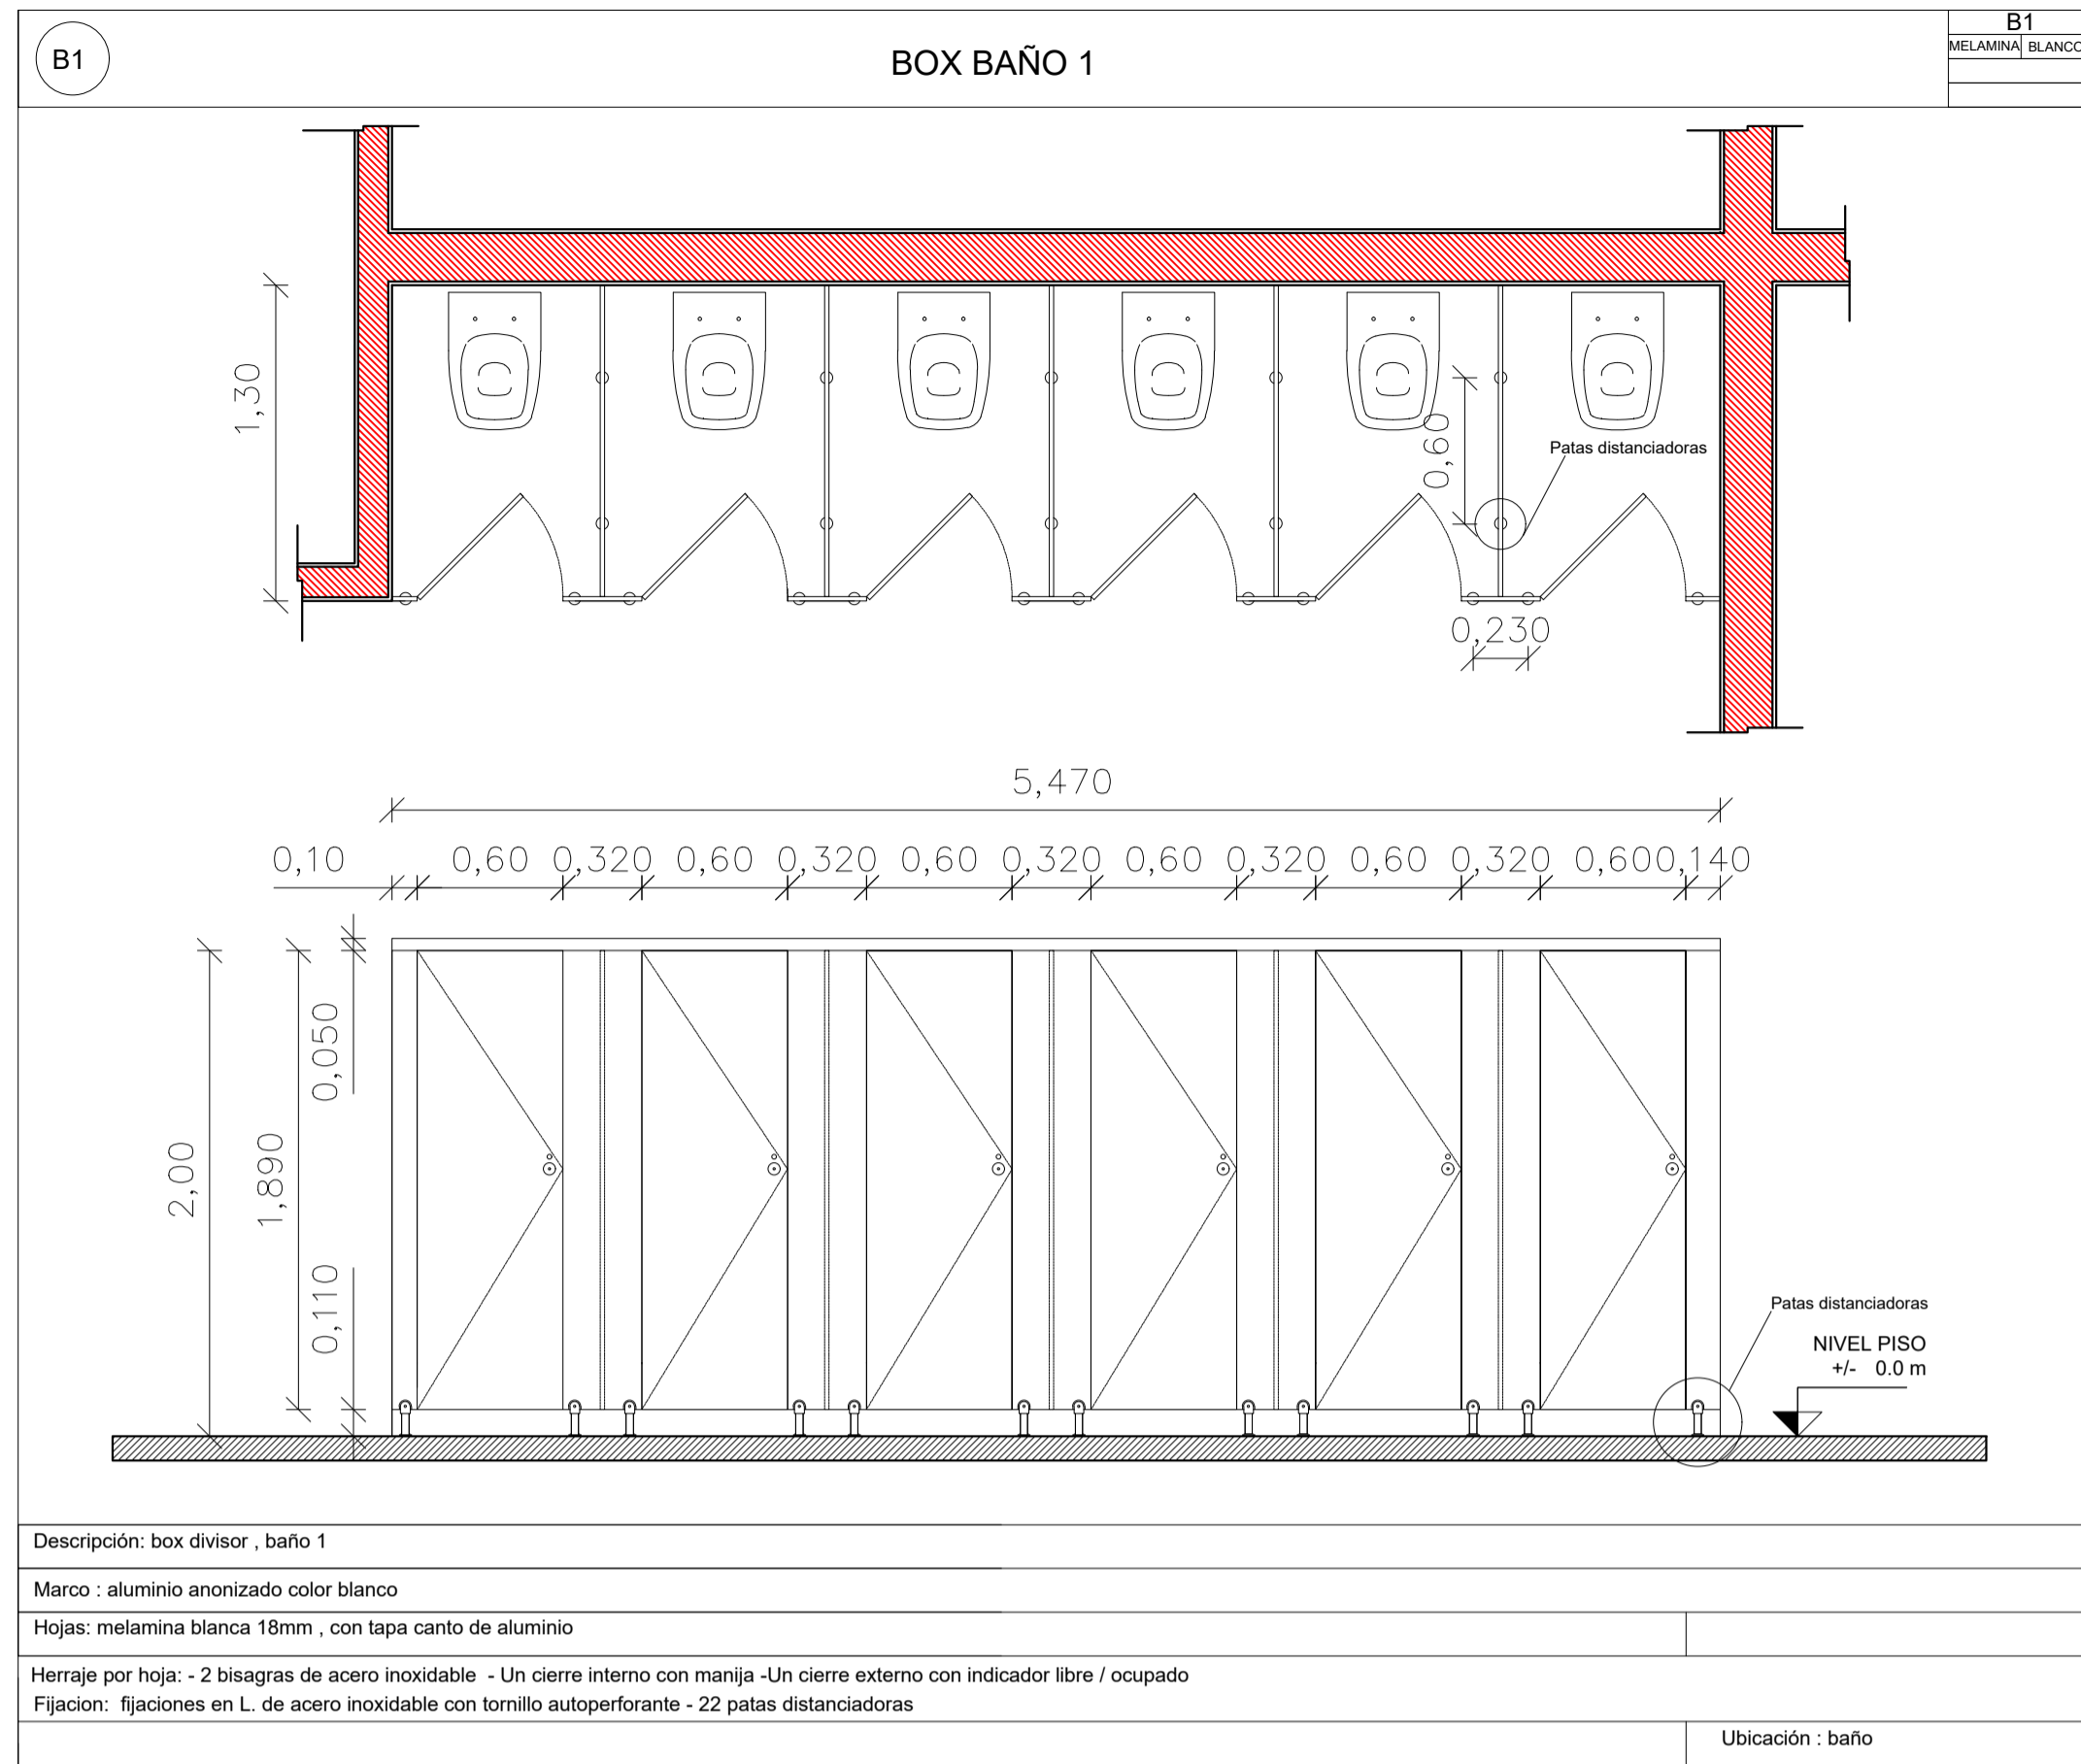 B1
BOX BAÑO 1
B1
MELAMINA BLANCO
1,30
0,60
Patas distanciadoras
0,230
5,470
0,10 0,60 0,320 0,60 0,320 0,60 0,320 0,60 0,320 0,60 0,320 0,60 0,140
0,050
2,00
1,890
0,110
Patas distanciadoras
NIVEL PISO
+/- 0.0 m
Descripción: box divisor , baño 1
Marco : aluminio anonizado color blanco
Hojas: melamina blanca 18mm , con tapa canto de aluminio
Herraje por hoja: - 2 bisagras de acero inoxidable - Un cierre interno con manija -Un cierre externo con indicador libre / ocupado
Fijacion: fijaciones en L. de acero inoxidable con tornillo autoperforante - 22 patas distanciadoras
Ubicación : baño